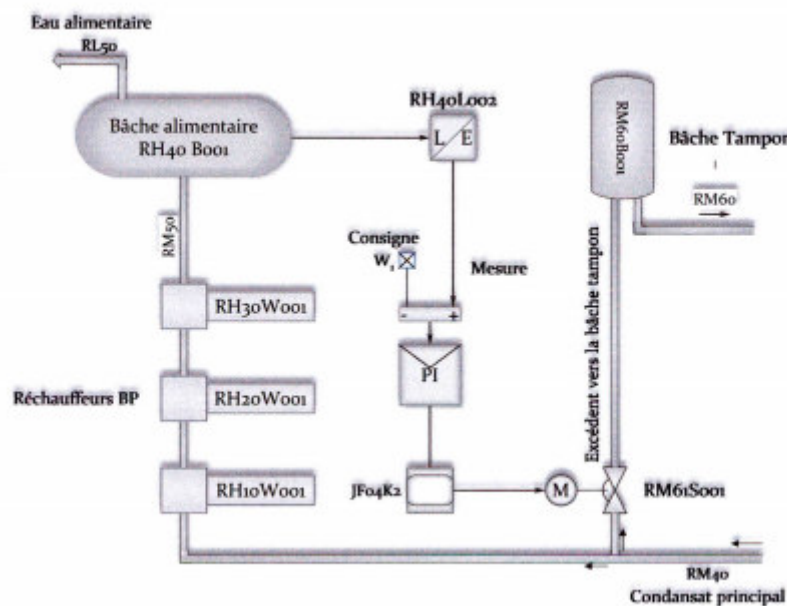 Eau alimentaire
RL50
Bâche alimentaire
RH40 B001
RH40L002
L E
RM60B001
Bâche Tampon
RM60
RM50
Consigne
W1
Mesure
- +
PI
RH30W001
Réchauffeurs BP
RH20W001
RH10W001
JF04K2
M
RM61S001
Excédent vers la bâche tampon
RM40
Condansat principal